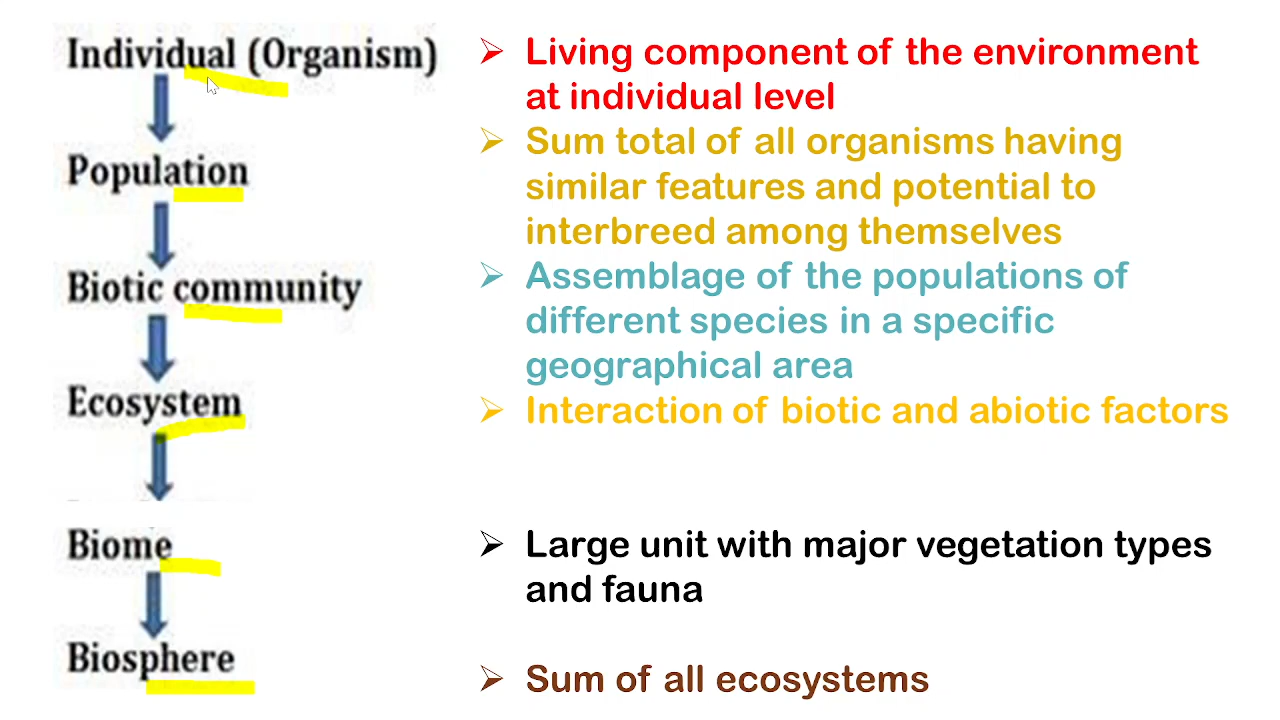 Individual (Organism)
➢ Living component of the environment
at individual level
Population
➢ Sum total of all organisms having
similar features and potential to
interbreed among themselves
Biotic community
➢ Assemblage of the populations of
different species in a specific
geographical area
Ecosystem
➢ Interaction of biotic and abiotic factors
Biome
➢ Large unit with major vegetation types
and fauna
Biosphere
➢ Sum of all ecosystems